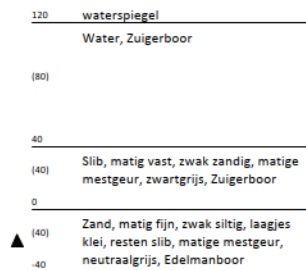 120 waterspiegel
Water, Zuigerboor
(80)
40
(40) Slib, matig vast, zwak zandig, matige
mestgeur, zwartgrijs, Zuigerboor
0
Zand, matig fijn, zwak siltig, laagjes
(40) klei, resten slib, matige mestgeur,
-40 neutraalgrijs, Edelmanboor